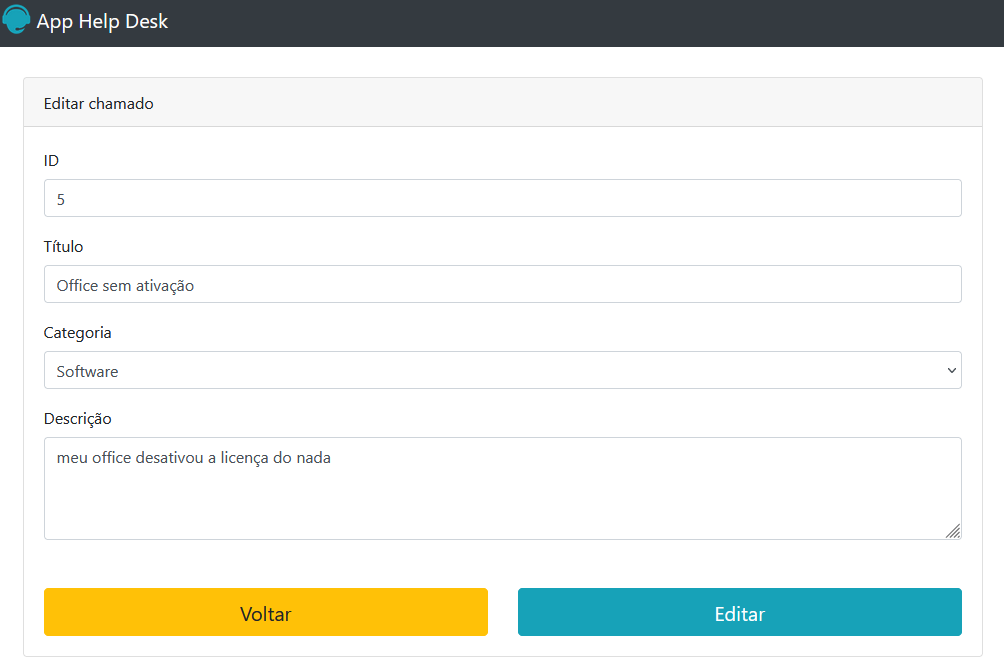 App Help Desk
Editar chamado
ID
5
Título
Office sem ativação
Categoria
Software
Descrição
meu office desativou a licença do nada
Voltar
Editar